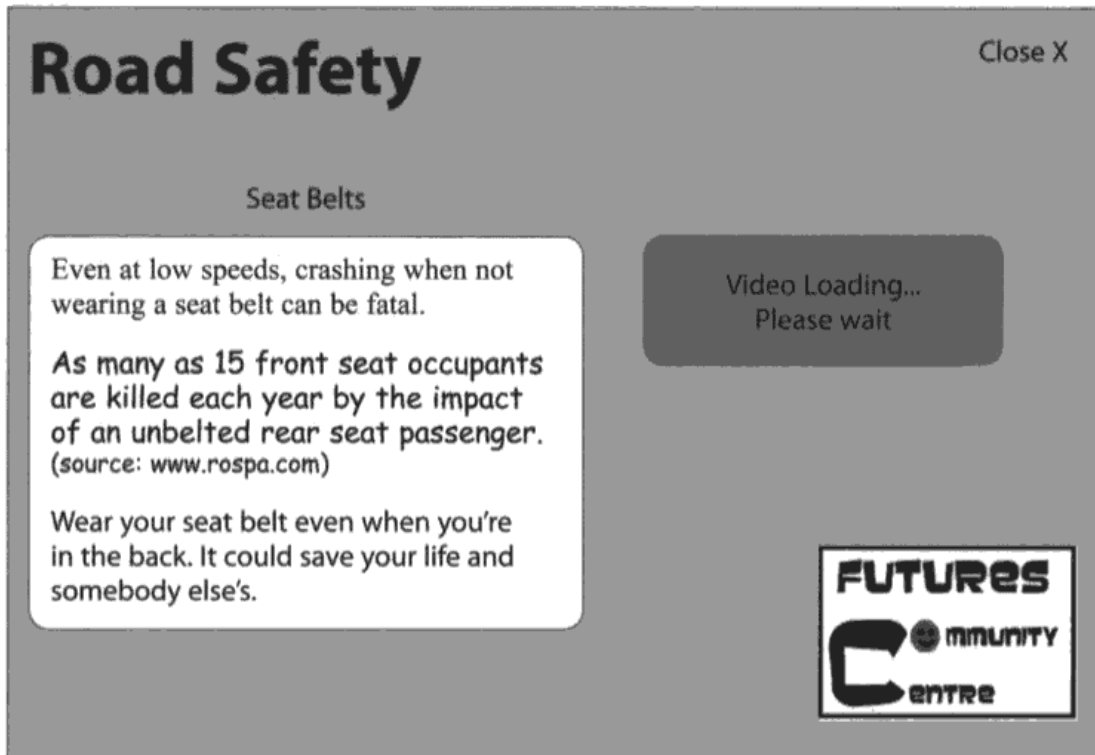 Road Safety
Close X
Seat Belts
Even at low speeds, crashing when not
wearing a seat belt can be fatal.
As many as 15 front seat occupants
are killed each year by the impact
of an unbelted rear seat passenger.
(source: www.rospa.com)
Wear your seat belt even when you're
in the back. It could save your life and
somebody else's.
Video Loading...
Please wait
FUTURES
Community
Centre